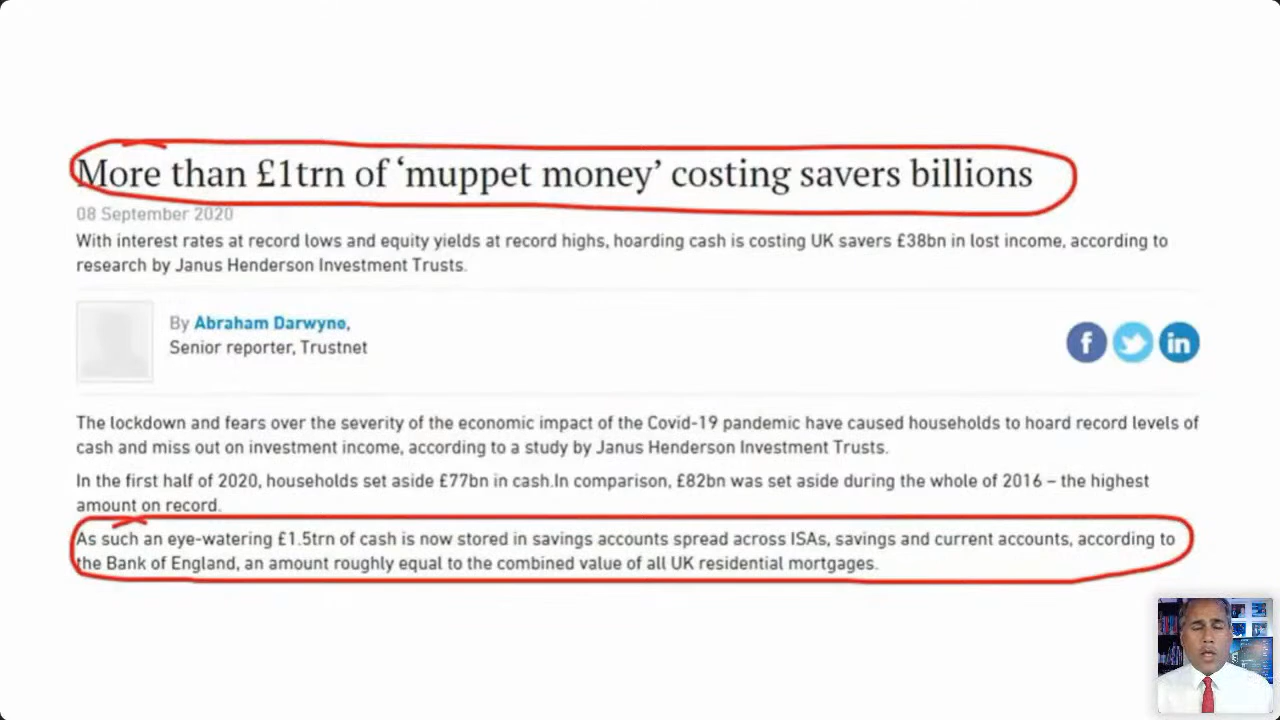 More than £1trn of ‘muppet money’ costing savers billions
08 September 2020
With interest rates at record lows and equity yields at record highs, hoarding cash is costing UK savers £38bn in lost income, according to
research by Janus Henderson Investment Trusts.
By Abraham Darwyne,
Senior reporter, Trustnet
f
in
The lockdown and fears over the severity of the economic impact of the Covid-19 pandemic have caused households to hoard record levels of
cash and miss out on investment income, according to a study by Janus Henderson Investment Trusts.
In the first half of 2020, households set aside £77bn in cash.In comparison, £82bn was set aside during the whole of 2016 – the highest
amount on record.
As such an eye-watering £1.5trn of cash is now stored in savings accounts spread across ISAs, savings and current accounts, according to
the Bank of England, an amount roughly equal to the combined value of all UK residential mortgages.